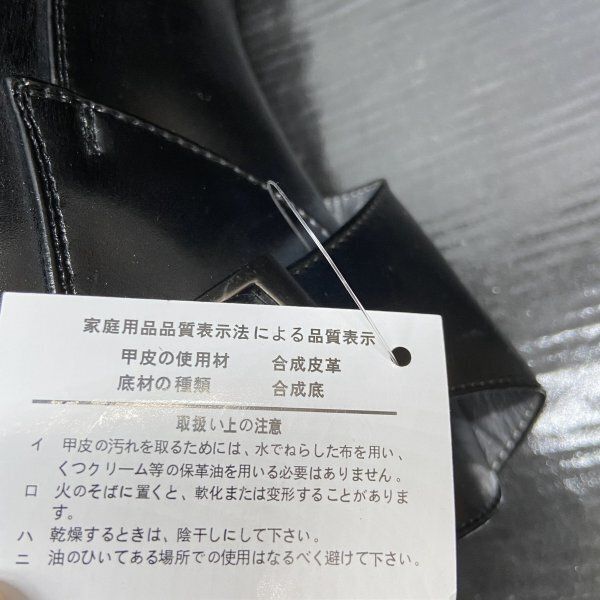 家庭用品品質表示法による品質表示
甲皮の使用材 合成皮革
底材の種類 合成底
取扱い上の注意
イ 甲皮の汚れを取るためには、水でねらした布を用い、
くつクリーム等の保革油を用いる必要はありません。
ロ 火のそばに置くと、軟化または変形することがありま
す。
ハ 乾燥するときは、陰干しにして下さい。
ニ 油のひいてある場所での使用はなるべく避けて下さい。